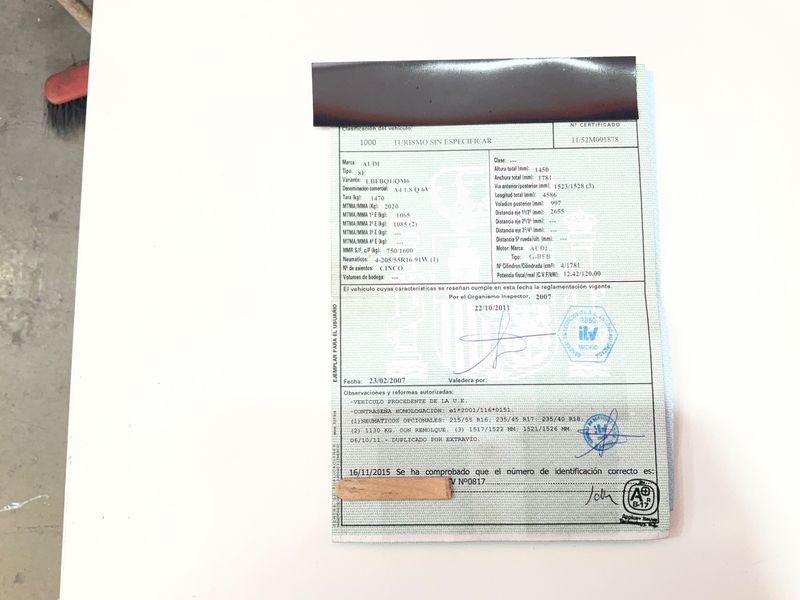 Clasificación del vehículo:
1000 TURISMO SIN ESPECIFICAR
Nº CERTIFICADO
11/52M001878
Marca: AUDI
Tipo: 8E
Variante: LBFBQ1/QM6
Denominación comercial: A4 1.8 Q 6V
Tara (kg): 1470
MTMA/MMA (Kg): 2020
MTMA/MMA 1º E (kg): 1065
MTMA/MMA 2º E (kg): 1085 (2)
MTMA/MMA 3º E (kg): ---
MTMA/MMA 4º E (kg): ---
MMR S/F. c/F (kg): 750/1600
Neumáticos: 4-205/55R16 91W (1)
Nº de asientos: CINCO
Volumen de bodega: ---
Clase: ---
Altura total (mm): 1450
Anchura total (mm): 1781
Vía anterior/posterior (mm): 1523/1528 (3)
Longitud total (mm): 4586
Voladizo posterior (mm): 997
Distancia eje 1º/2º (mm): 2655
Distancia eje 2º/3º (mm): ---
Distancia eje 3º/4º (mm): ---
Distancia 5ª rueda/últ. (mm): ---
Motor: Marca: AUDI
Tipo: G-BFB
Nº Cilindros/Cilindrada (cm³): 4/1781
Potencia fiscal/real (C.V.F/kW): 12.42/120.00
El vehículo cuyas características se reseñan cumple en esta fecha la reglamentación vigente.
Por el Organismo Inspector, 2007
22/10/2011
itv
MADRID
EJEMPLAR PARA EL USUARIO
Fecha: 23/02/2007 Valedera por:
Observaciones y reformas autorizadas:
-VEHÍCULO PROCEDENTE DE LA U.E.
-CONTRASEÑA HOMOLOGACIÓN: e1*2001/116*0151.
(1)NEUMATICOS OPCIONALES: 215/55 R16; 235/45 R17; 235/40 R18.
(2) 1130 KG. CON REMOLQUE. (3) 1517/1522 MM; 1521/1526 MM.
06/10/11.- DUPLICADO POR EXTRAVÍO.
itv
16/11/2015 Se ha comprobado que el número de identificación correcto es:
Nº0817
A
8-17